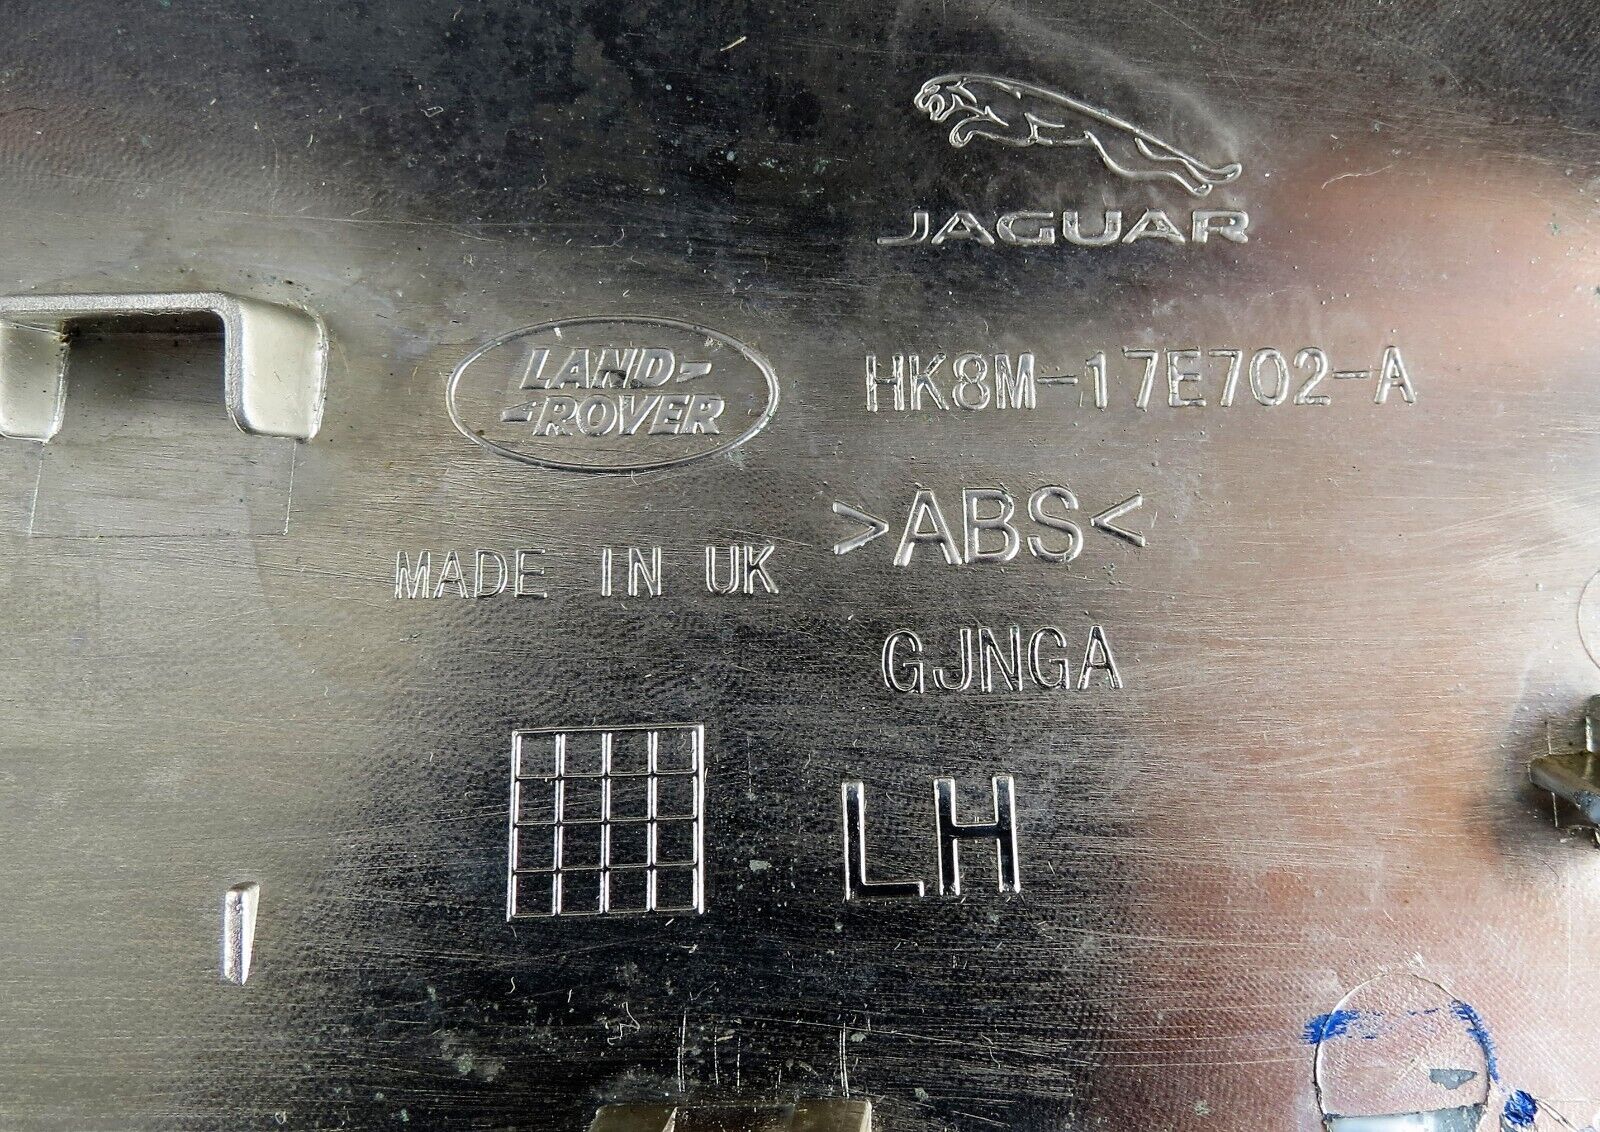 JAGUAR
LAND-
-ROVER
HK8M-17E702-A
>ABS<
MADE IN UK
GJNGA
LH